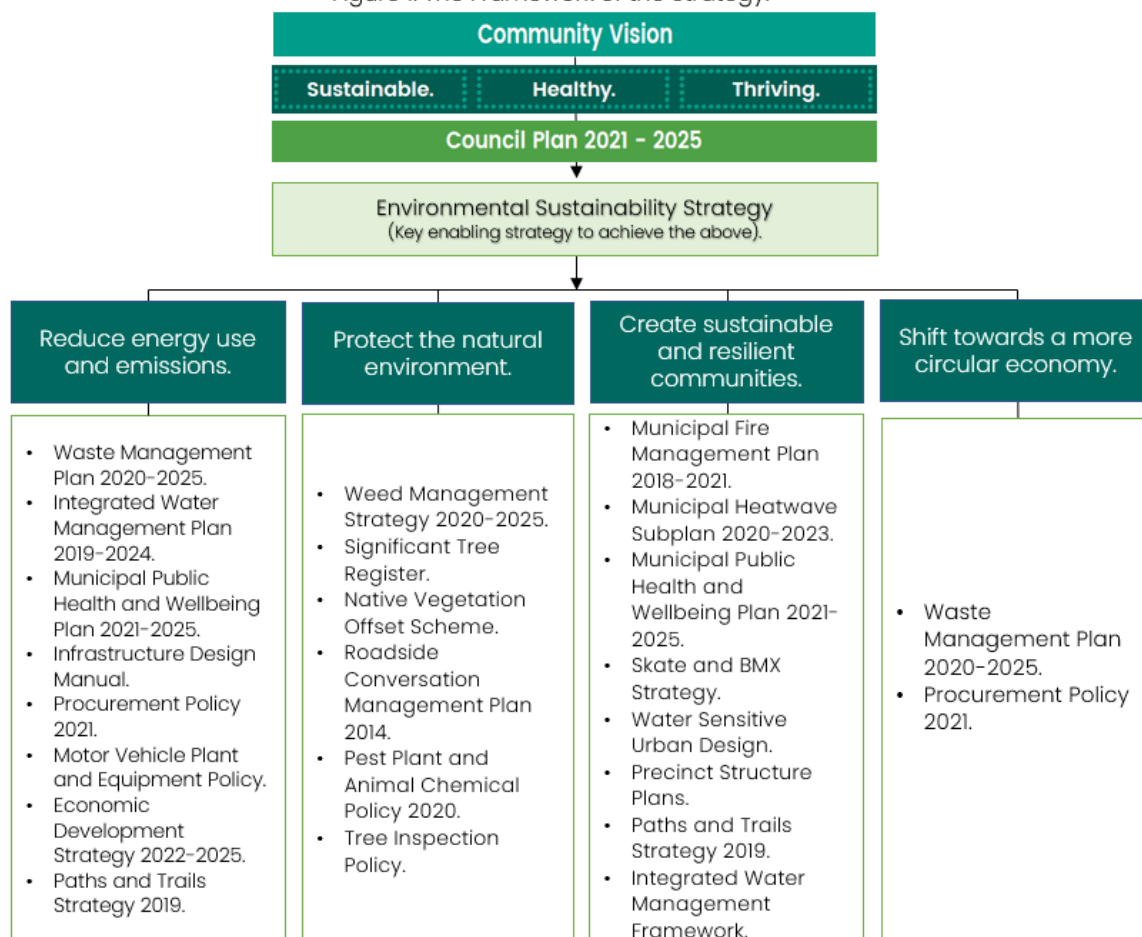 Figure 1. The Framework of the Strategy.
Community Vision
Sustainable. Healthy. Thriving.
Council Plan 2021 - 2025
Environmental Sustainability Strategy
(Key enabling strategy to achieve the above).
Reduce energy use
and emissions.
• Waste Management
Plan 2020-2025.
• Integrated Water
Management Plan
2019-2024.
• Municipal Public
Health and Wellbeing
Plan 2021-2025.
• Infrastructure Design
Manual.
• Procurement Policy
2021.
• Motor Vehicle Plant
and Equipment Policy.
• Economic
Development
Strategy 2022-2025.
• Paths and Trails
Strategy 2019.
Protect the natural
environment.
• Weed Management
Strategy 2020-2025.
• Significant Tree
Register.
• Native Vegetation
Offset Scheme.
• Roadside
Conversation
Management Plan
2014.
• Pest Plant and
Animal Chemical
Policy 2020.
• Tree Inspection
Policy.
Create sustainable
and resilient
communities.
• Municipal Fire
Management Plan
2018-2021.
• Municipal Heatwave
Subplan 2020-2023.
• Municipal Public
Health and
Wellbeing Plan 2021-
2025.
• Skate and BMX
Strategy.
• Water Sensitive
Urban Design.
• Precinct Structure
Plans.
• Paths and Trails
Strategy 2019.
• Integrated Water
Management
Framework.
Shift towards a more
circular economy.
• Waste
Management Plan
2020-2025.
• Procurement Policy
2021.